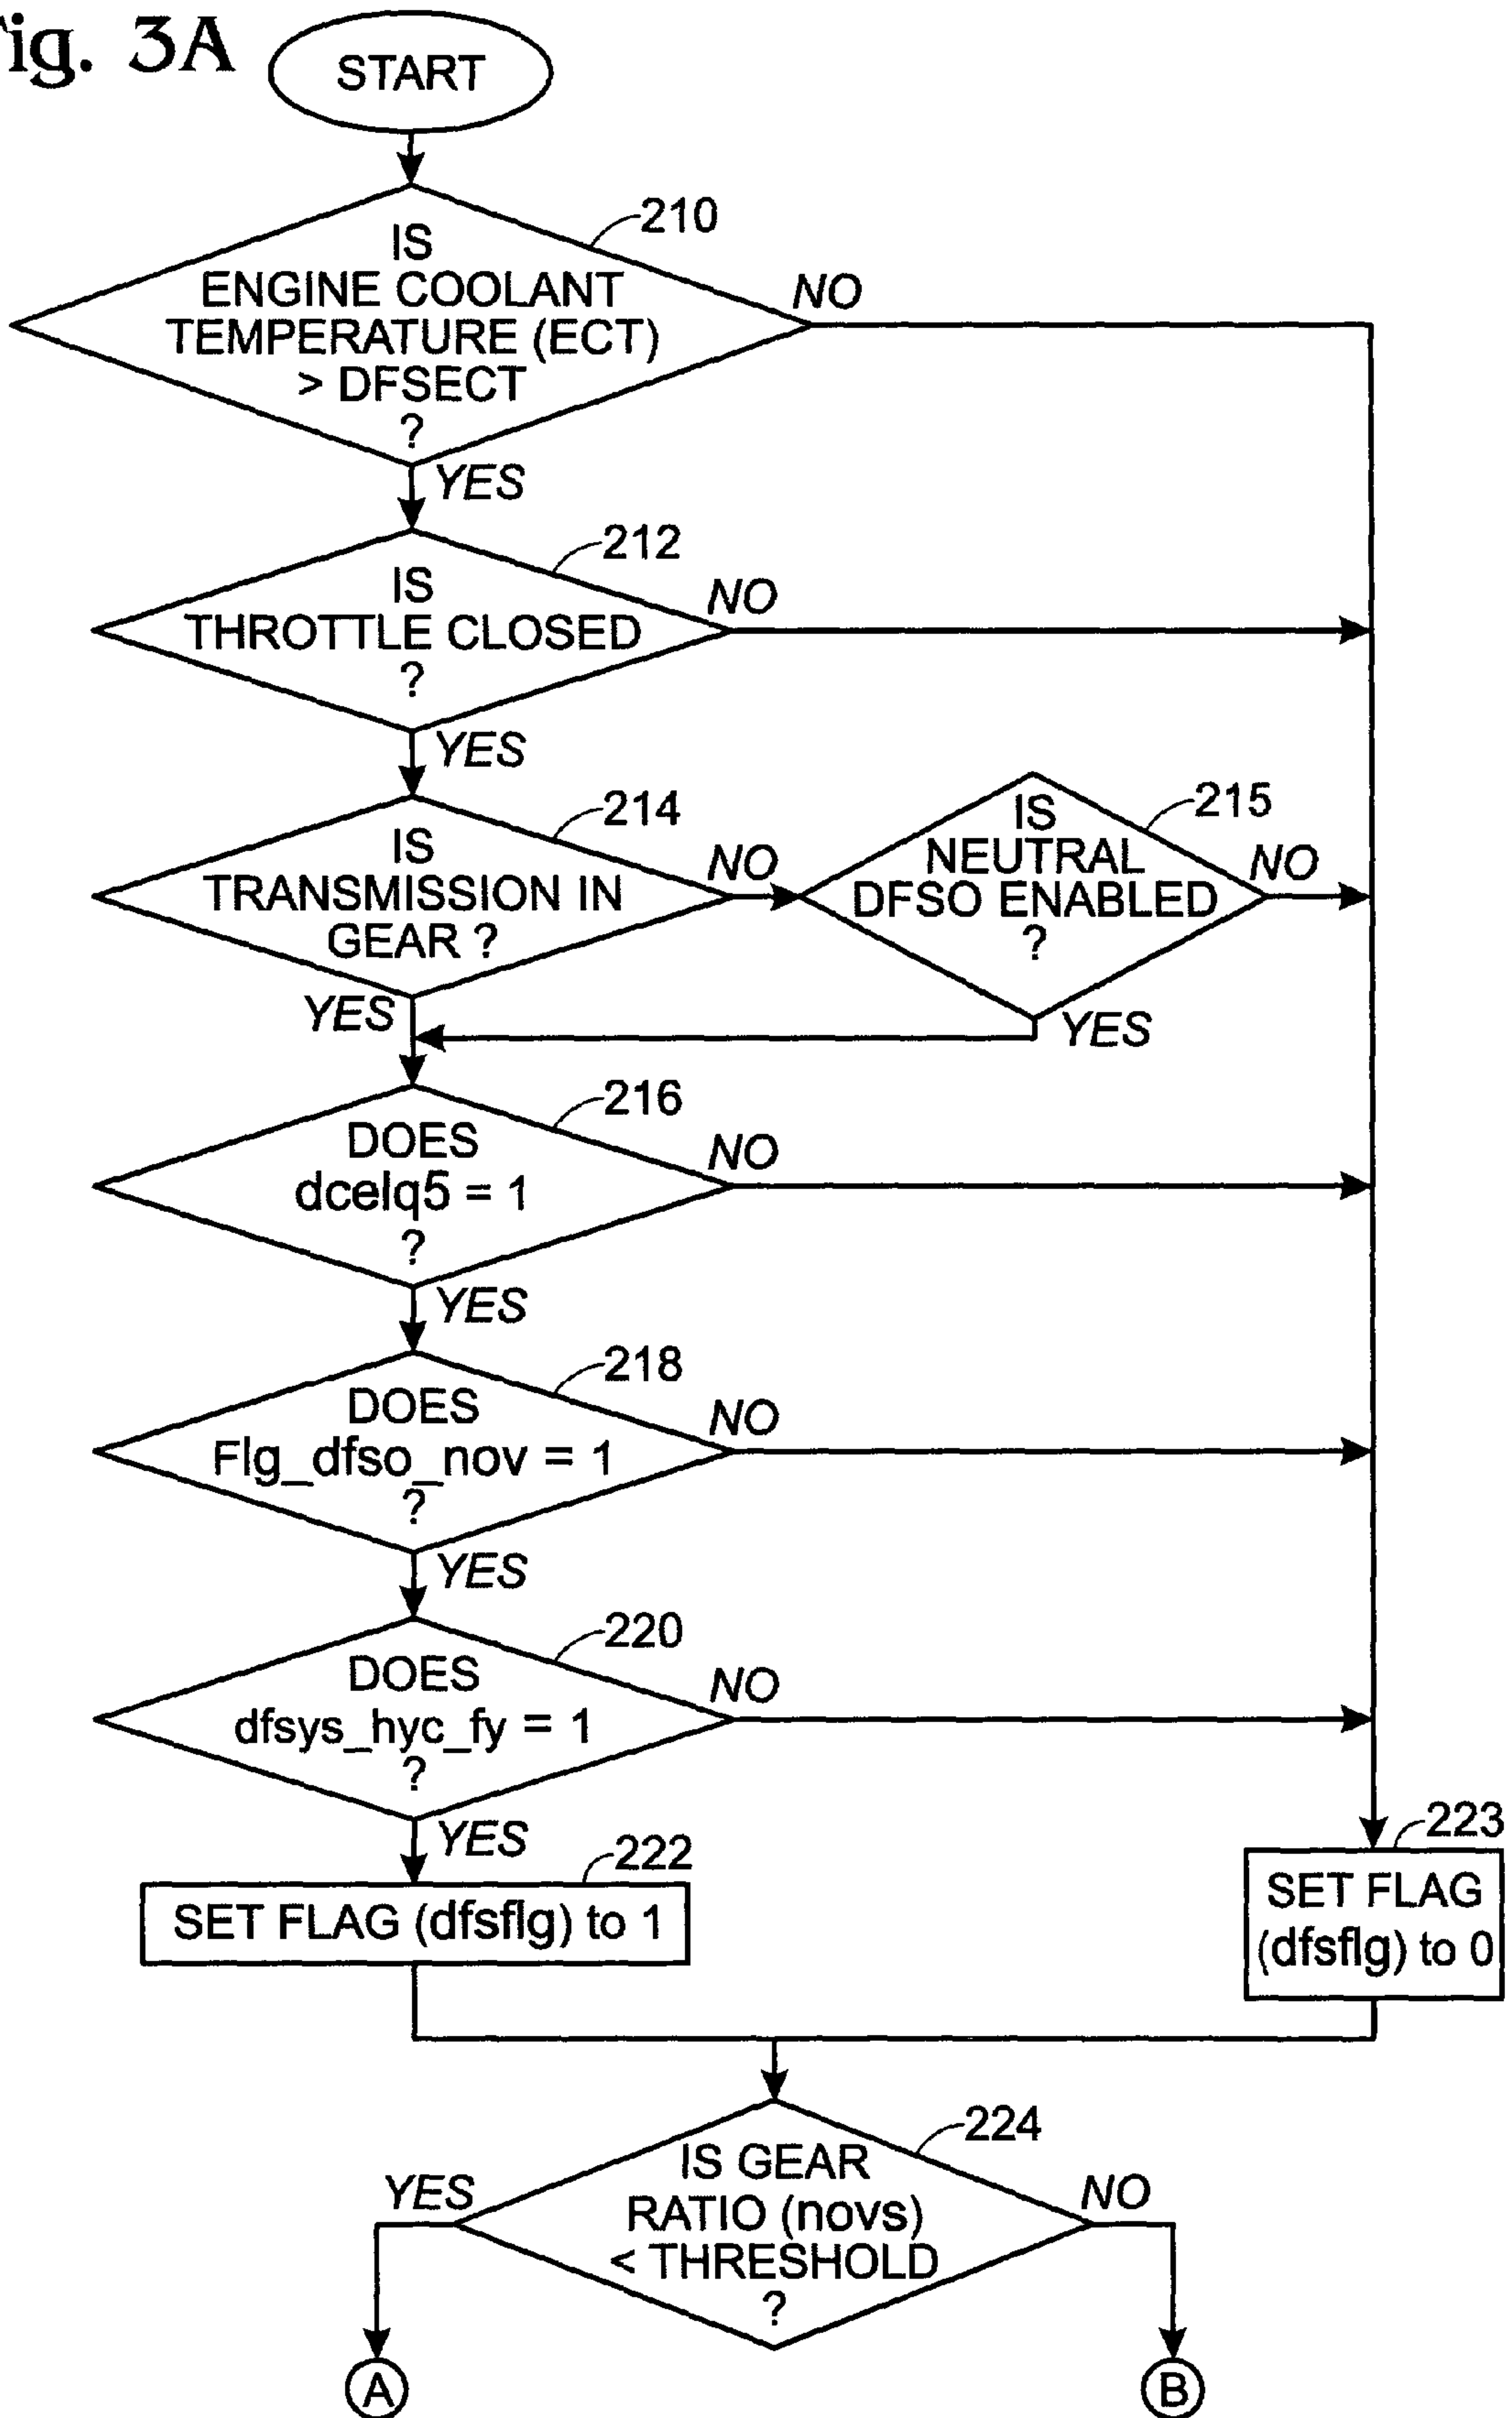 Fig. 3A
START
210
IS
ENGINE COOLANT
TEMPERATURE (ECT)
> DFSECT
?
NO
YES
212
IS
THROTTLE CLOSED
?
NO
YES
214
IS
TRANSMISSION IN
GEAR ?
NO
YES
215
IS
NEUTRAL
DFSO ENABLED
?
NO
YES
216
DOES
dcelq5 = 1
?
NO
YES
218
DOES
Flg_dfso_nov = 1
?
NO
YES
220
DOES
dfsys_hyc_fy = 1
?
NO
YES
222
SET FLAG (dfsflg) to 1
223
SET FLAG
(dfsflg) to 0
224
IS GEAR
RATIO (novs)
< THRESHOLD
?
YES
NO
A
B